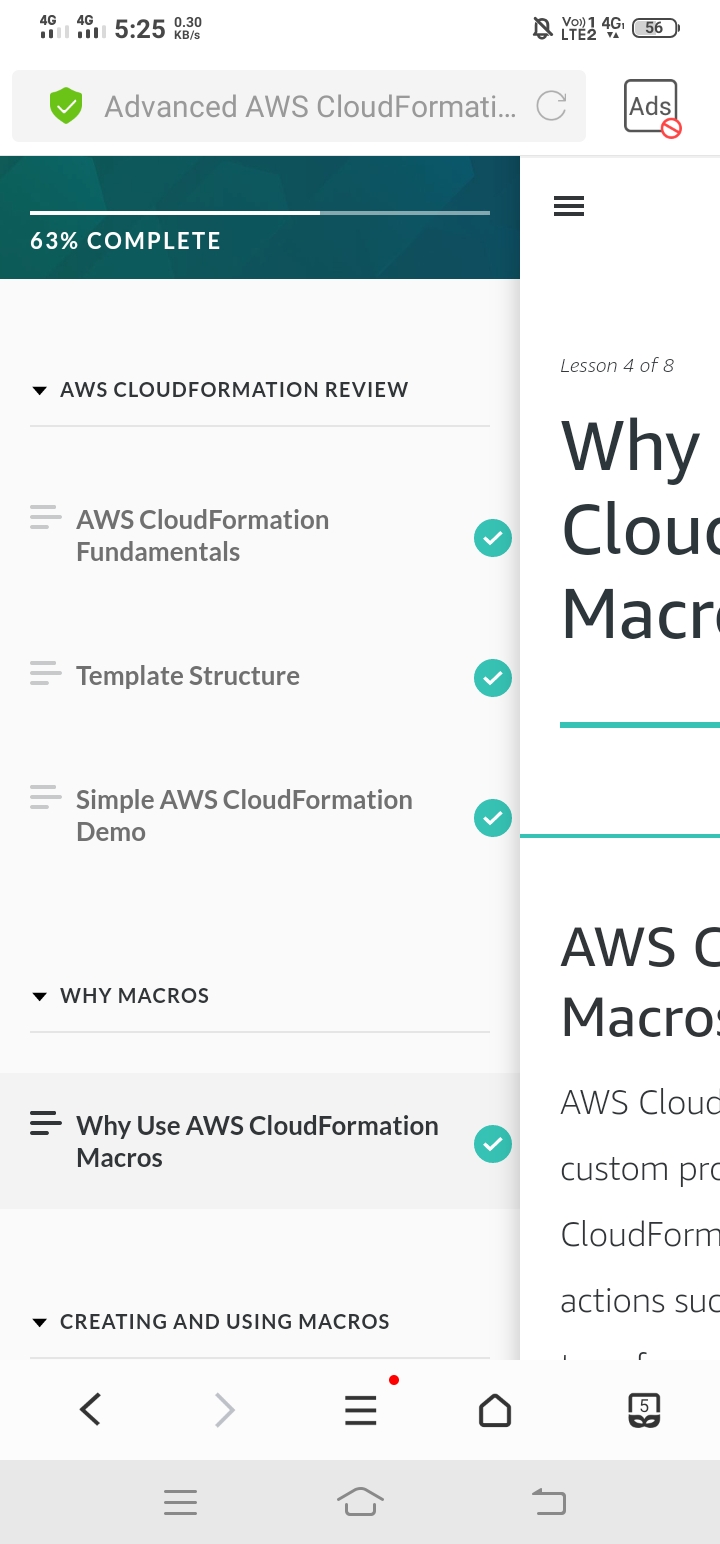 4G 4G 5:25 0.30 KB/s Vo)) 1 LTE2 4G 56
Advanced AWS CloudFormati... Ads
63% COMPLETE
AWS CLOUDFORMATION REVIEW
AWS CloudFormation
Fundamentals
Template Structure
Simple AWS CloudFormation
Demo
WHY MACROS
Why Use AWS CloudFormation
Macros
CREATING AND USING MACROS
Lesson 4 of 8
Why
Clou
Macr
AWS C
Macros
AWS Cloud
custom pro
CloudForm
actions suc
5